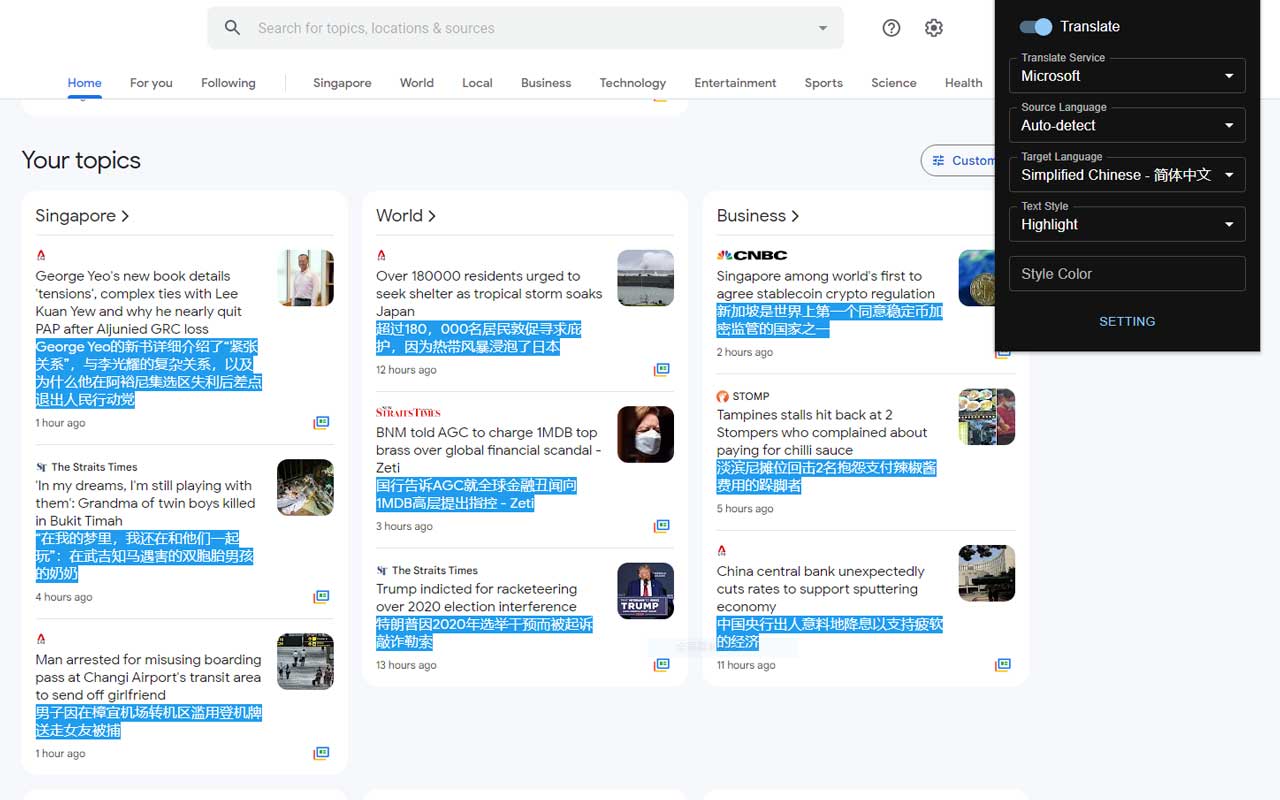 Search for topics, locations & sources
Home
For you
Following
Singapore
World
Local
Business
Technology
Entertainment
Sports
Science
Health
Your topics
Custom
Singapore
George Yeo's new book details
'tensions', complex ties with Lee
Kuan Yew and why he nearly quit
PAP after Aljunied GRC loss
George Yeo的新书详细介绍了“紧张
关系”，与李光耀的复杂关系，以及
为什么他在阿裕尼集选区失利后差点
退出人民行动党
1 hour ago
The Straits Times
'In my dreams, I'm still playing with
them': Grandma of twin boys killed
in Bukit Timah
“在我的梦里，我还在和他们一起
玩”：在武吉知马遇害的双胞胎男孩
的奶奶
4 hours ago
Man arrested for misusing boarding
pass at Changi Airport's transit area
to send off girlfriend
男子因在樟宜机场转机区滥用登机牌
送走女友被捕
1 hour ago
World
Over 180000 residents urged to
seek shelter as tropical storm soaks
Japan
超过180，000名居民敦促寻求庇
护，因为热带风暴浸泡了日本
12 hours ago
STRAITS TIMES
BNM told AGC to charge 1MDB top
brass over global financial scandal -
Zeti
国行告诉AGC就全球金融丑闻向
1MDB高层提出指控 - Zeti
3 hours ago
ST The Straits Times
Trump indicted for racketeering
over 2020 election interference
特朗普因2020年选举干预而被起诉
敲诈勒索
TRUMP
13 hours ago
Business
CNBC
Singapore among world's first to
agree stablecoin crypto regulation
新加坡是世界上第一个同意稳定币加
密监管的国家之一
2 hours ago
STOMP
Tampines stalls hit back at 2
Stompers who complained about
paying for chilli sauce
淡滨尼摊位回击2名抱怨支付辣椒酱
费用的跺脚者
5 hours ago
China central bank unexpectedly
cuts rates to support sputtering
economy
中国央行出人意料地降息以支持疲软
的经济
11 hours ago
Translate
Translate Service
Microsoft
Source Language
Auto-detect
Target Language
Simplified Chinese - 简体中文
Text Style
Highlight
Style Color
SETTING